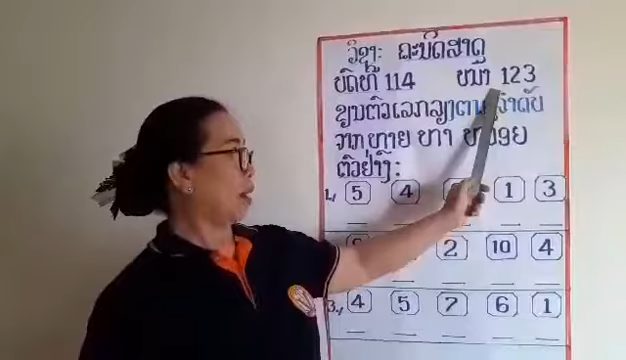 ວິຊາ: ຄະນິດສາດ
ບົດທີ 114 ໜ້າ 123
ຂຽນຕົວເລກລຽງຕາມລຳດັບ
ຈາກ ຫຼາຍ ຫາ ໜ້ອຍ
ຕົວຢ່າງ:
1, 5 4 1 3
2 10 4
3, 4 5 7 6 1